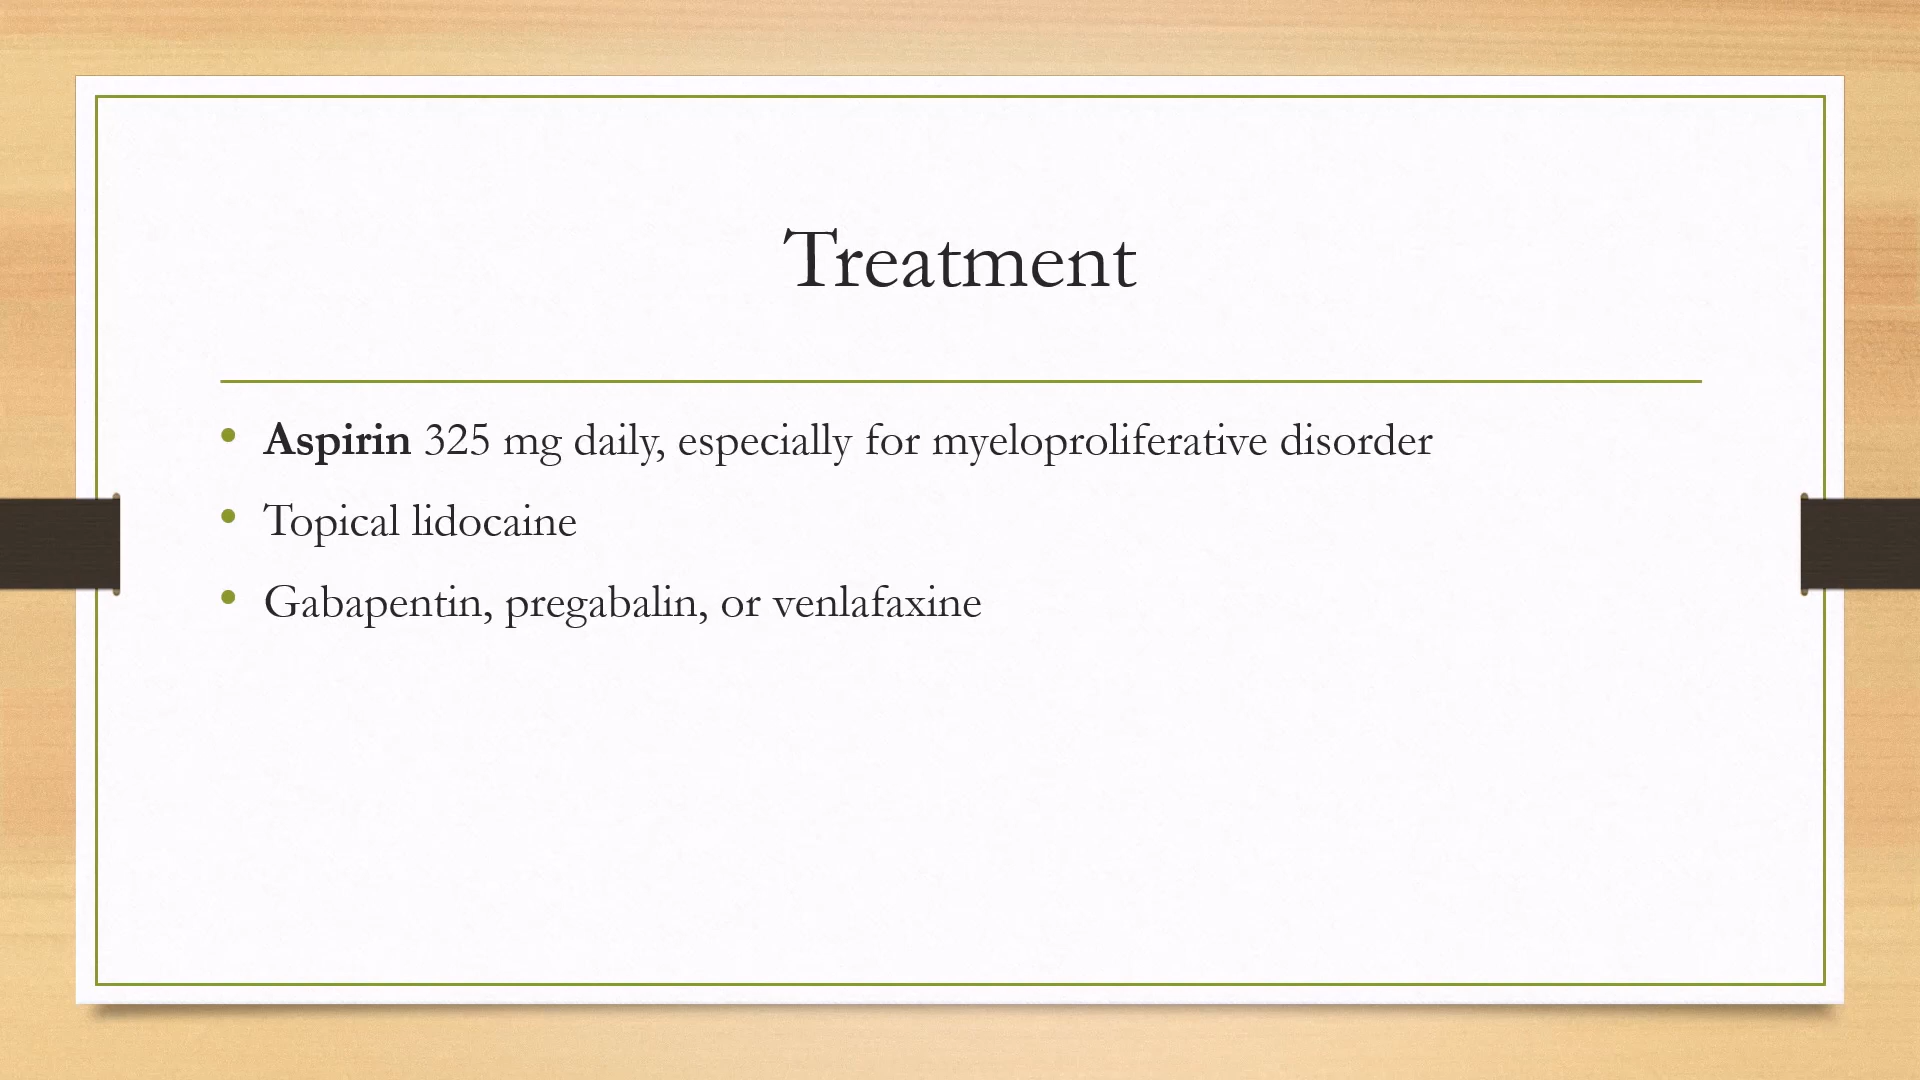 Treatment
• Aspirin 325 mg daily, especially for myeloproliferative disorder
• Topical lidocaine
• Gabapentin, pregabalin, or venlafaxine